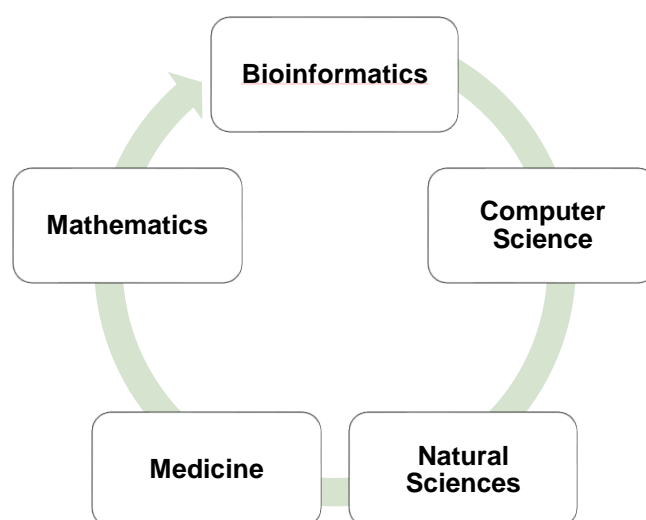 Bioinformatics
Computer
Science
Natural
Sciences
Medicine
Mathematics